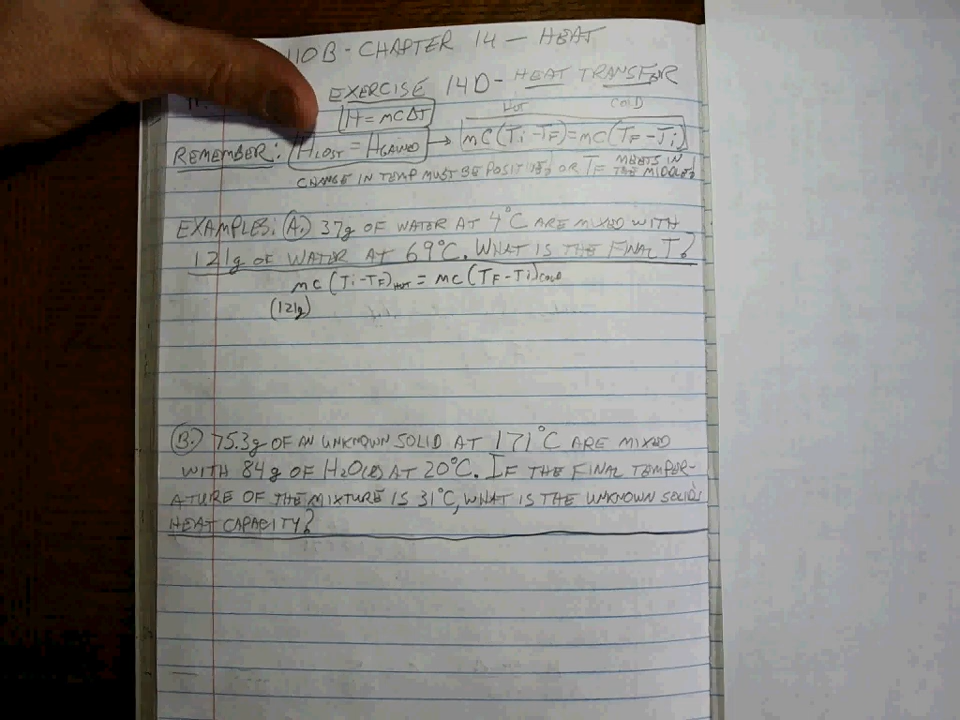 110B - CHAPTER 14 - HEAT
EXERCISE 14D - HEAT TRANSFER
H = mCΔT HOT COLD
REMEMBER: H LOST = H GAINED → mC(Ti - TF) = mC(TF - Ti)
CHANGE IN TEMP MUST BE POSITIVE, OR TF MEETS IN THE MIDDLE!
EXAMPLES: A. 37g OF WATER AT 4°C ARE MIXED WITH
121g OF WATER AT 69°C. WHAT IS THE FINAL T?
mC(Ti - TF)HOT = mC(TF - Ti)COLD
(121g)
B. 75.3g OF AN UNKNOWN SOLID AT 171°C ARE MIXED
WITH 84g OF H2O(l) AT 20°C. IF THE FINAL TEMPER-
ATURE OF THE MIXTURE IS 31°C, WHAT IS THE UNKNOWN SOLID'S
HEAT CAPACITY?